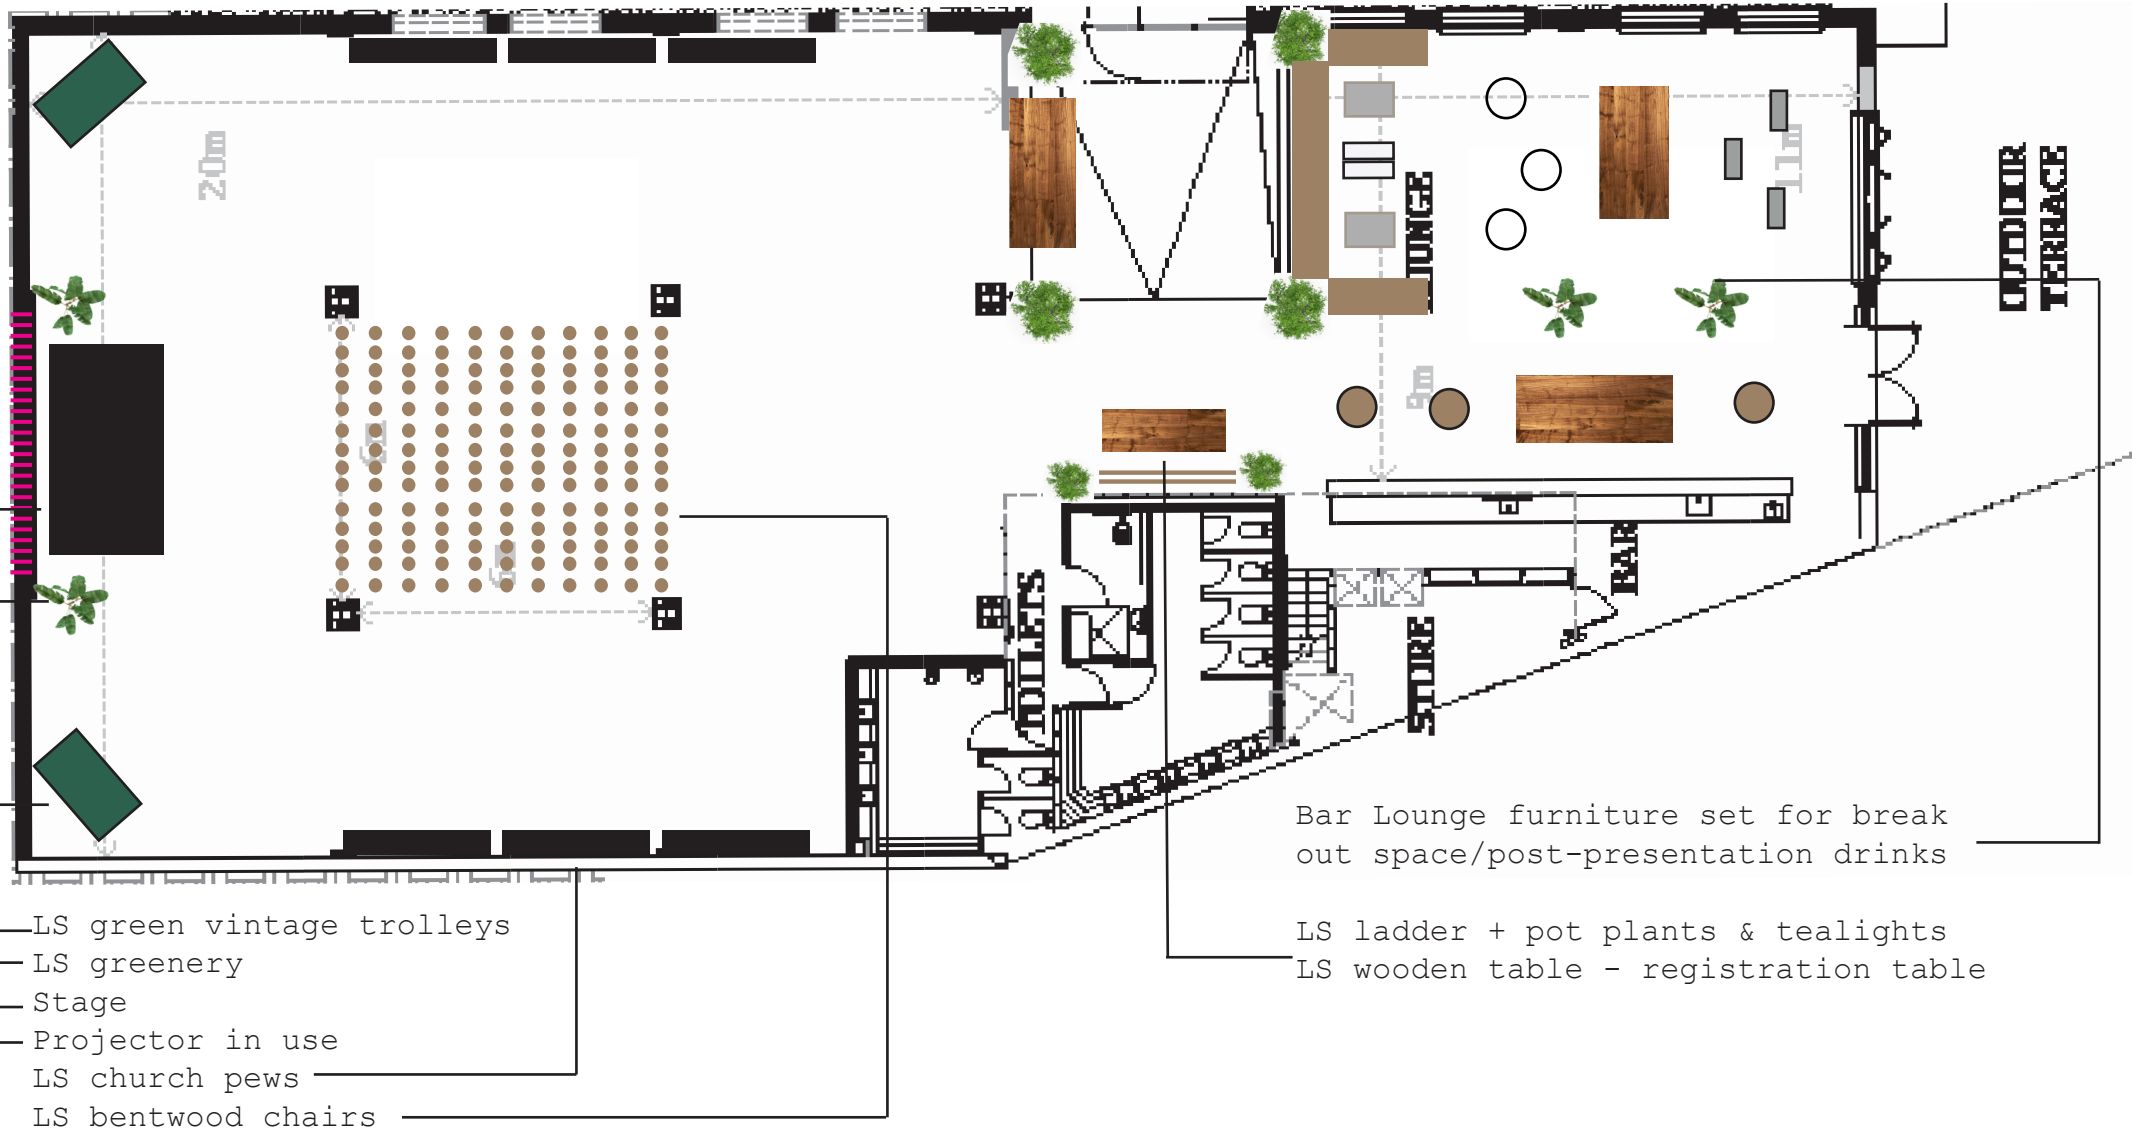 20m
11m
LOUNGE
OUTDOOR
TERRACE
9m
6m
6m
BAR
TOILETS
STORE
Bar Lounge furniture set for break
out space/post-presentation drinks
LS ladder + pot plants & tealights
LS wooden table - registration table
LS green vintage trolleys
LS greenery
Stage
Projector in use
LS church pews
LS bentwood chairs